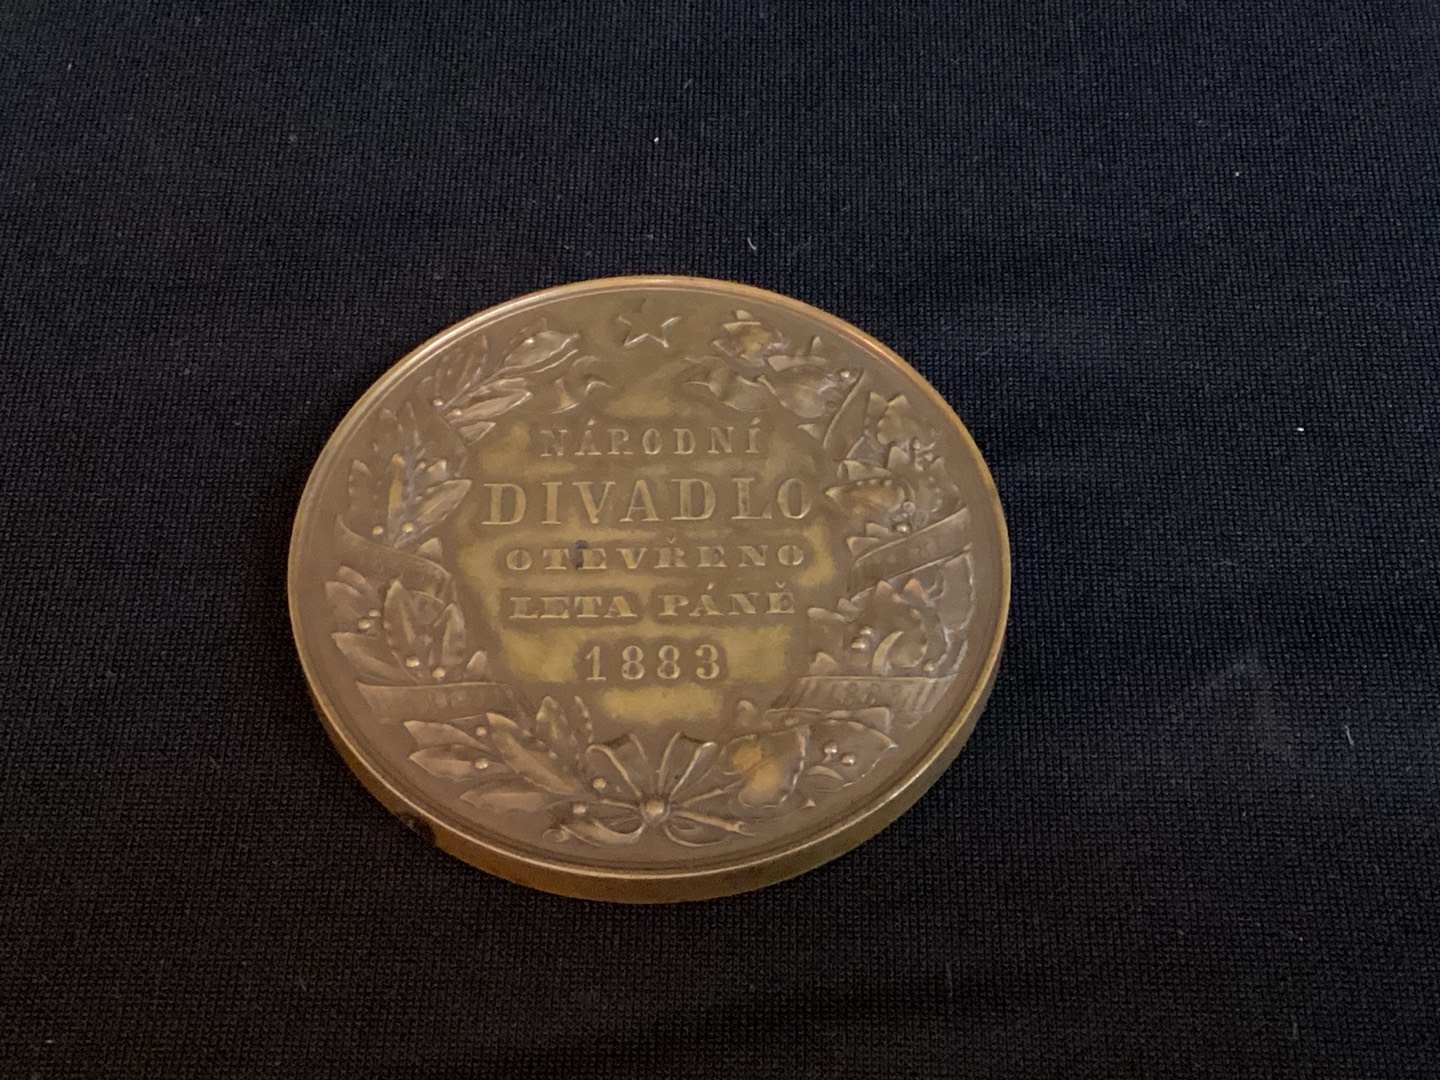 NÁRODNÍ
DIVADLO
OTEVŘENO
LETA PÁNĚ
1883